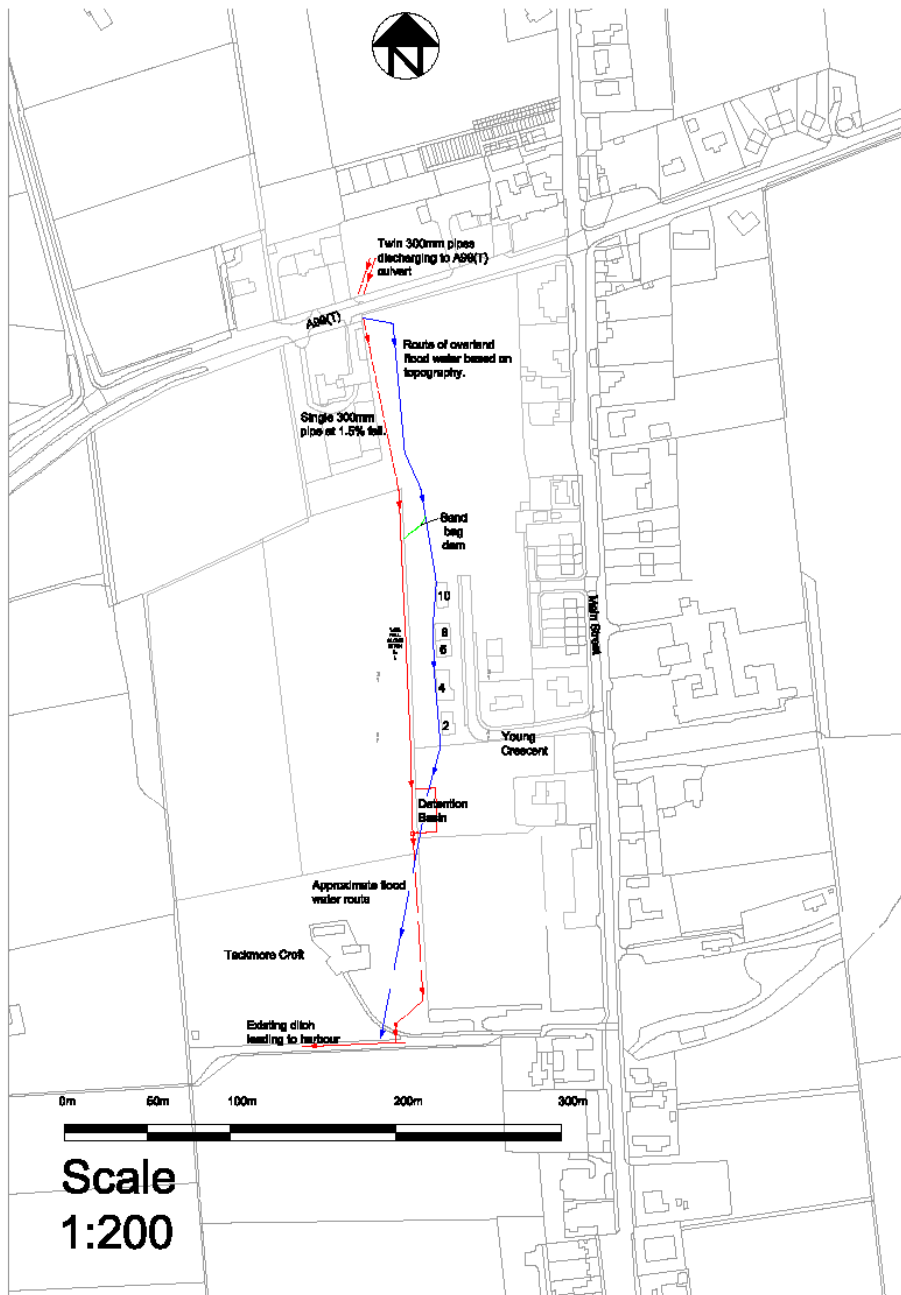 N
Twin 300mm pipes
discharging to A99(T)
culvert
A99(T)
Route of overland
flood water based on
topography.
Single 300mm
pipe at 1.5% fall.
Sand
bag
dam
10
8
6
4
2
Main Street
Young
Crescent
Detention
Basin
Approximate flood
water route
Tackmore Croft
Existing ditch
leading to harbour
0m 50m 100m 200m 300m
Scale
1:200